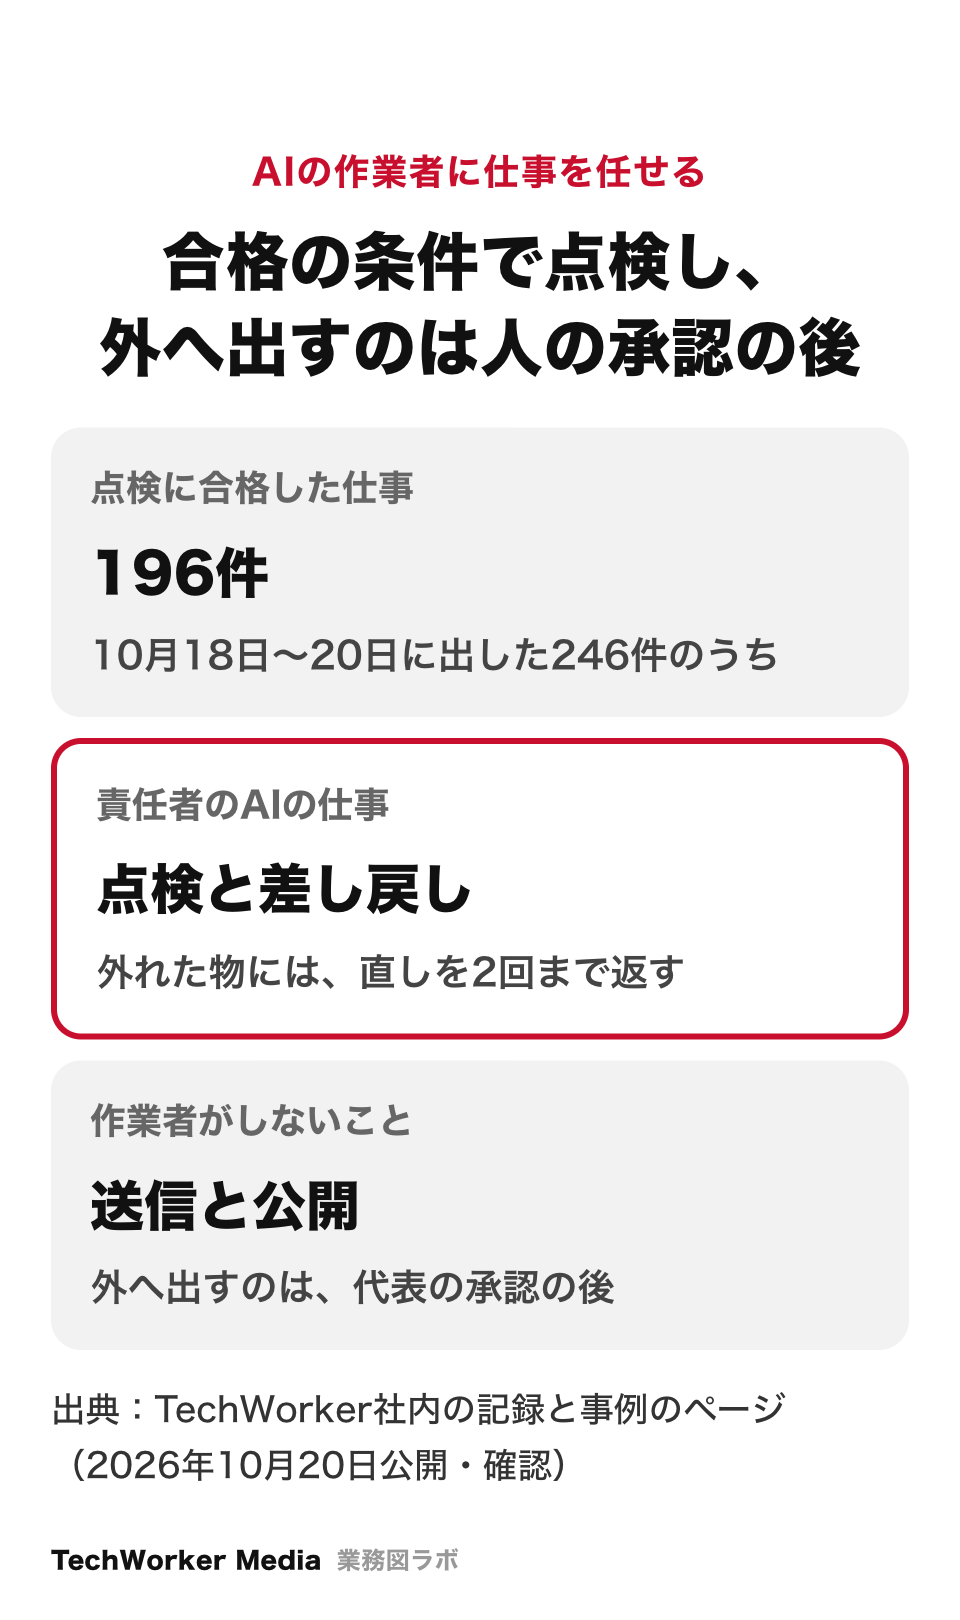 AIの作業者に仕事を任せる
合格の条件で点検し、
外へ出すのは人の承認の後
点検に合格した仕事
196件
10月18日〜20日に出した246件のうち
責任者のAIの仕事
点検と差し戻し
外れた物には、直しを2回まで返す
作業者がしないこと
送信と公開
外へ出すのは、代表の承認の後
出典：TechWorker社内の記録と事例のページ
（2026年10月20日公開・確認）
TechWorker Media 業務図ラボ